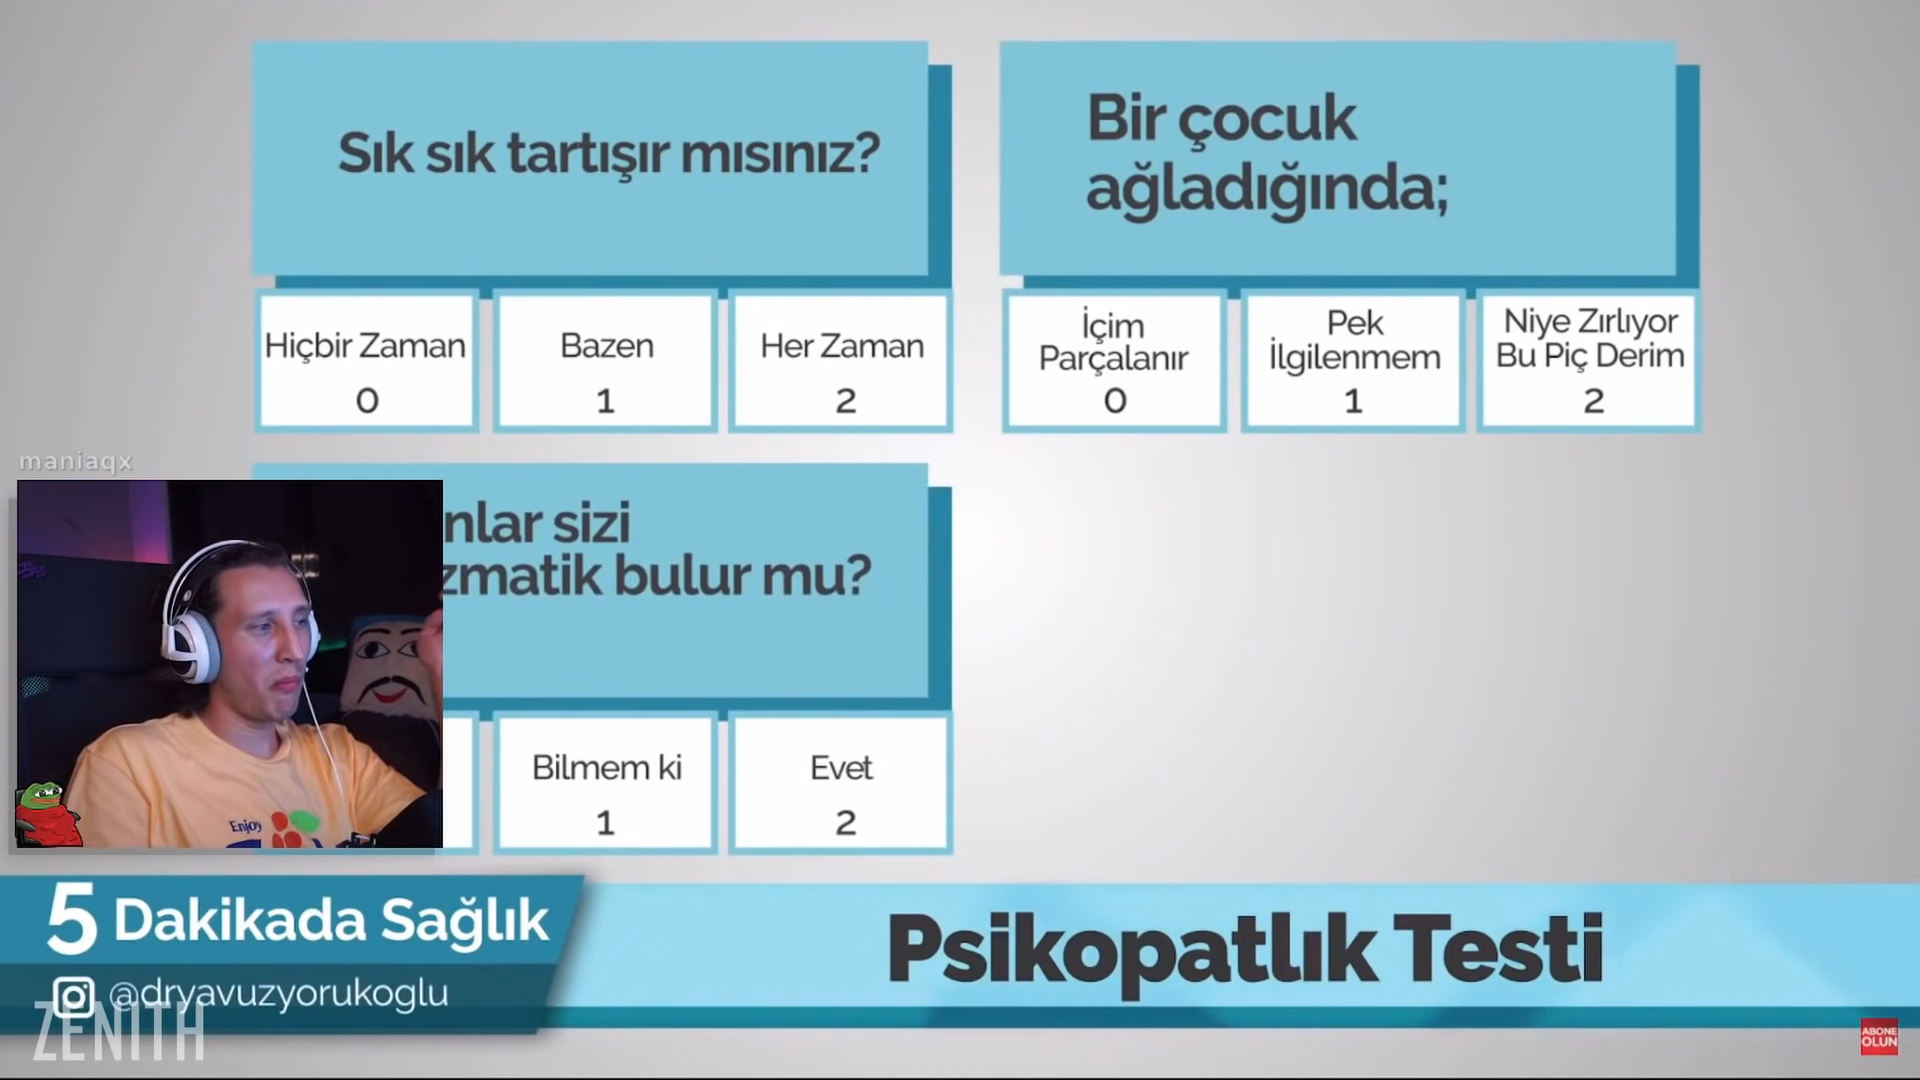 Sık sık tartışır mısınız?
Hiçbir Zaman
0
Bazen
1
Her Zaman
2
Bir çocuk
ağladığında;
İçim
Parçalanır
0
Pek
İlgilenmem
1
Niye Zırlıyor
Bu Piç Derim
2
maniaqx
sizi
bulur mu?
Bilmem ki
1
Evet
2
Enjoy
5 Dakikada Sağlık
@dryavuzyorukoglu
ZENITH
Psikopatlık Testi
ABONE
OLUN